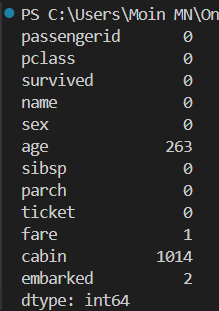 PS C:\Users\Moin MN\On
passengerid 0
pclass 0
survived 0
name 0
sex 0
age 263
sibsp 0
parch 0
ticket 0
fare 1
cabin 1014
embarked 2
dtype: int64